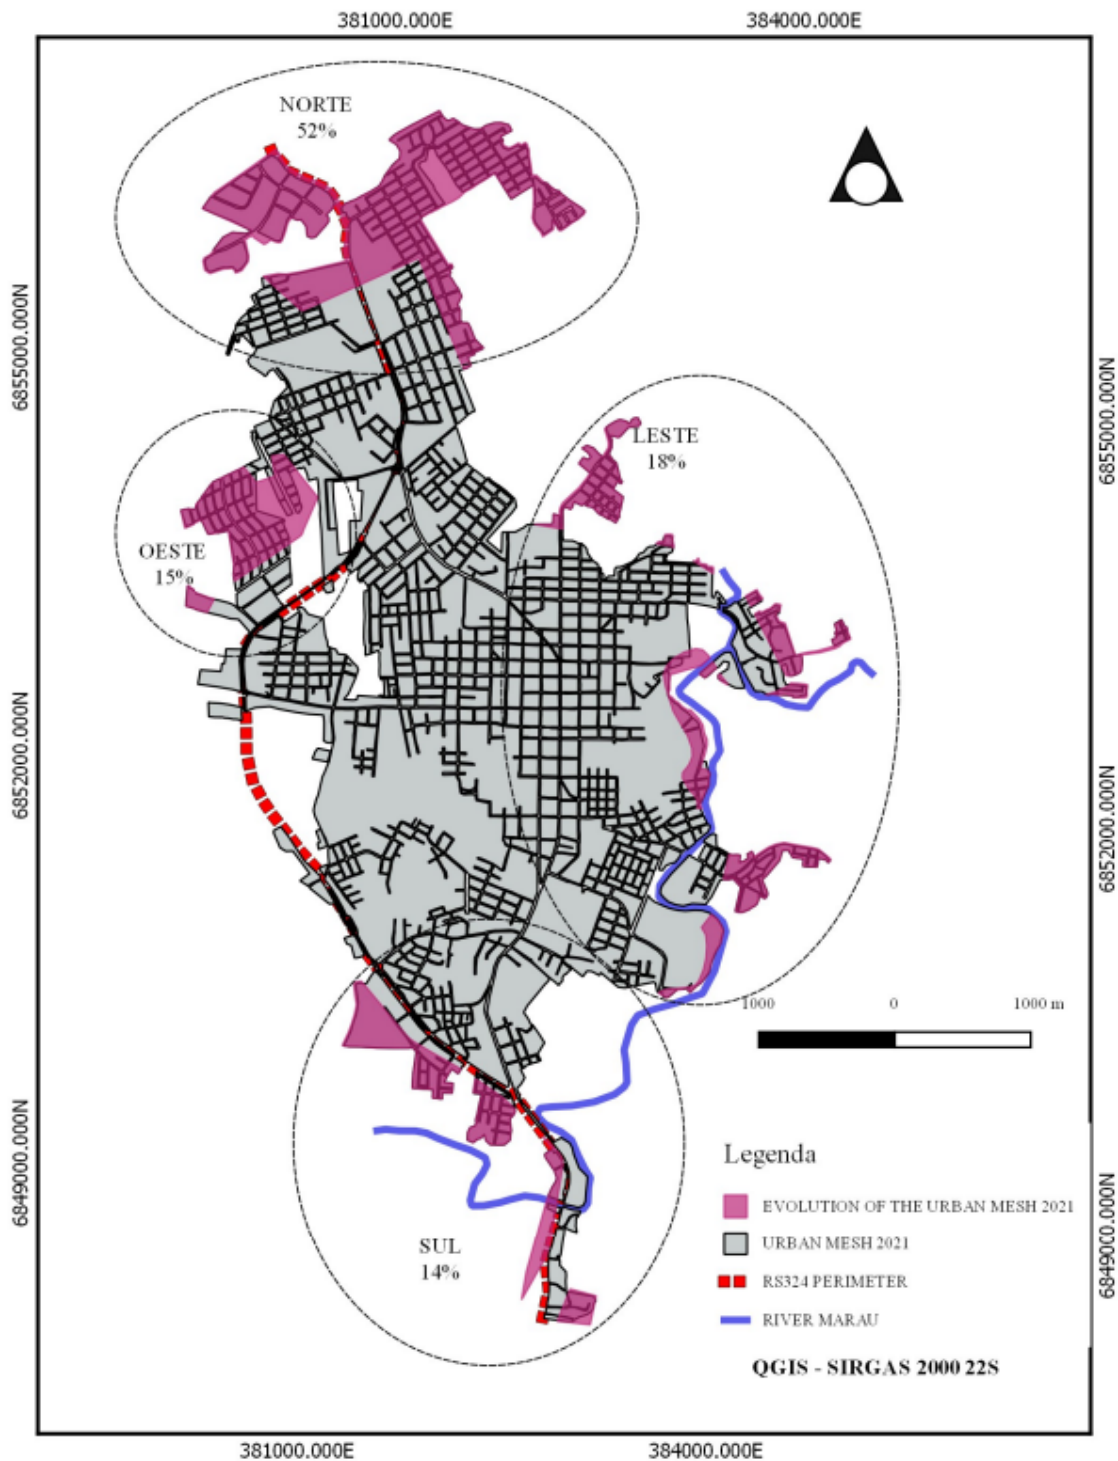 381000.000E
384000.000E
NORTE
52%
6855000.000N
6855000.000N
LESTE
18%
OESTE
15%
6852000.000N
6852000.000N
1000
0
1000 m
6849000.000N
6849000.000N
Legenda
EVOLUTION OF THE URBAN MESH 2021
URBAN MESH 2021
RS324 PERIMETER
RIVER MARAU
SUL
14%
QGIS - SIRGAS 2000 22S
381000.000E
384000.000E